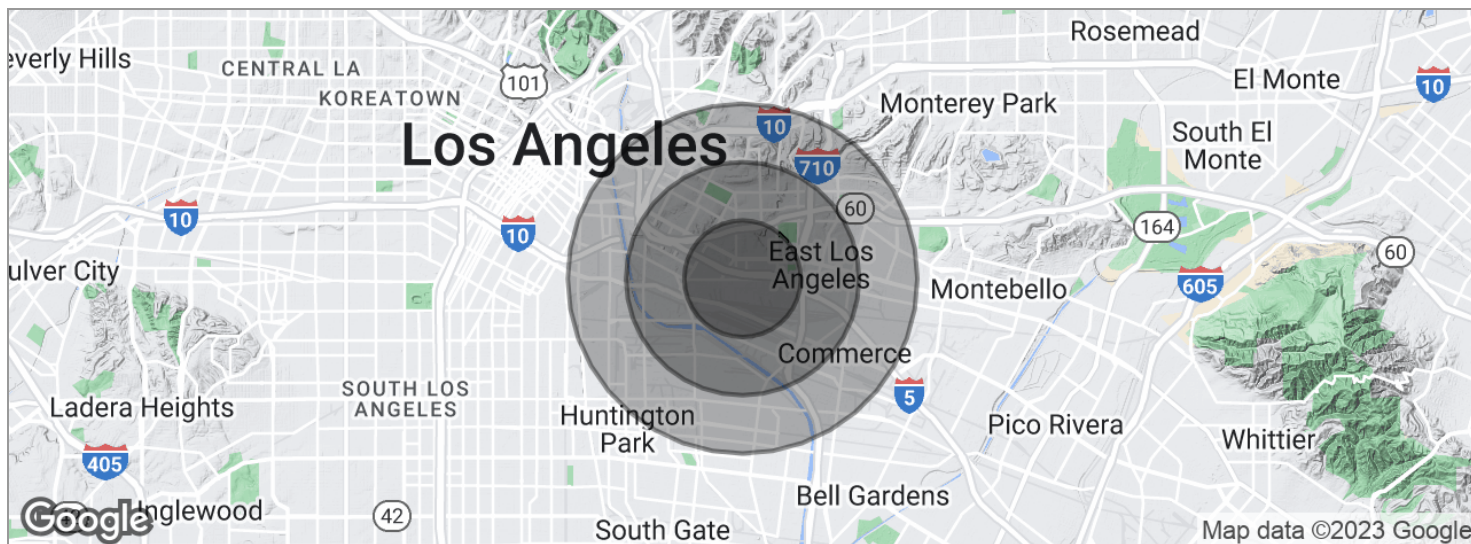 Rosemead
everly Hills
CENTRAL LA
101
El Monte
10
KOREATOWN
Monterey Park
10
South El
Monte
Los Angeles
710
60
10
164
10
East Los
Angeles
60
ulver City
Montebello
605
Commerce
SOUTH LOS
ANGELES
5
Ladera Heights
Huntington
Park
Pico Rivera
Whittier
405
Bell Gardens
Google
Inglewood
42
South Gate
Map data ©2023 Google